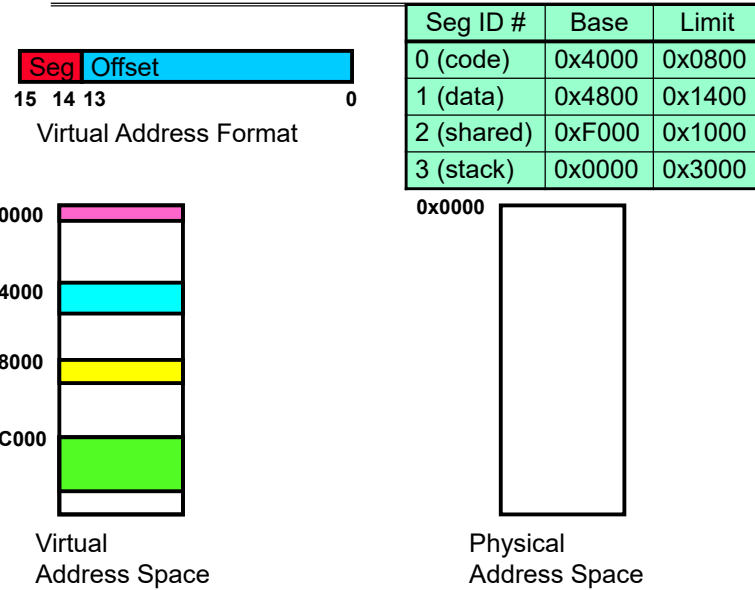 Seg ID # Base Limit
0 (code) 0x4000 0x0800
1 (data) 0x4800 0x1400
2 (shared) 0xF000 0x1000
3 (stack) 0x0000 0x3000
Seg Offset
15 14 13 0
Virtual Address Format
0000
4000
8000
C000
Virtual
Address Space
0x0000
Physical
Address Space